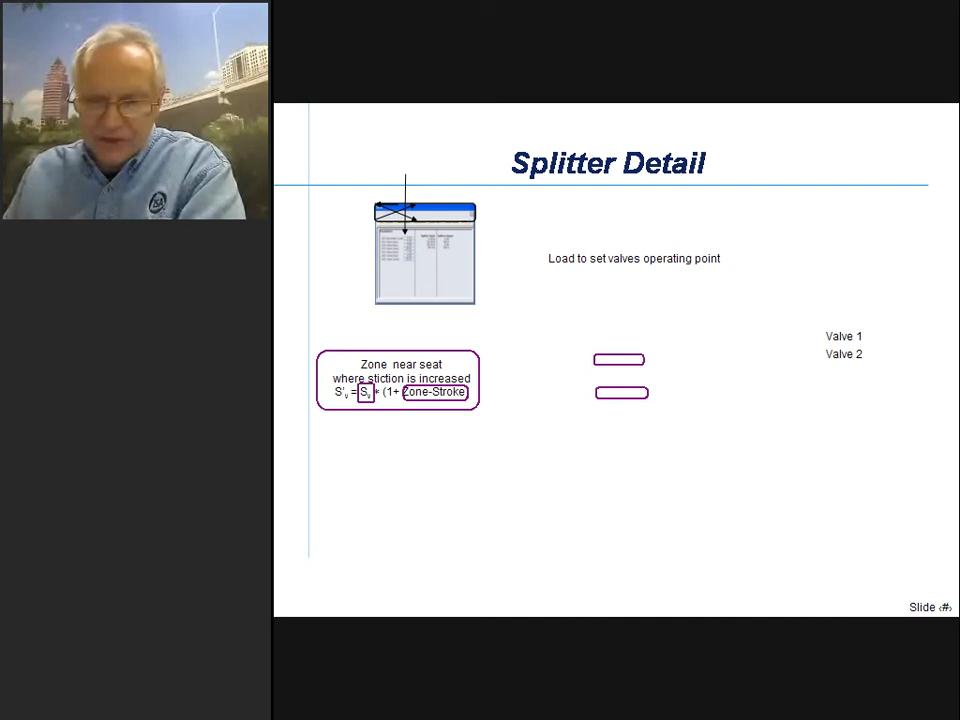 ISA
Splitter Detail
Load to set valves operating point
Valve 1
Valve 2
Zone near seat
where stiction is increased
S'v = Sv * (1+ Zone-Stroke)
Slide ‹#›